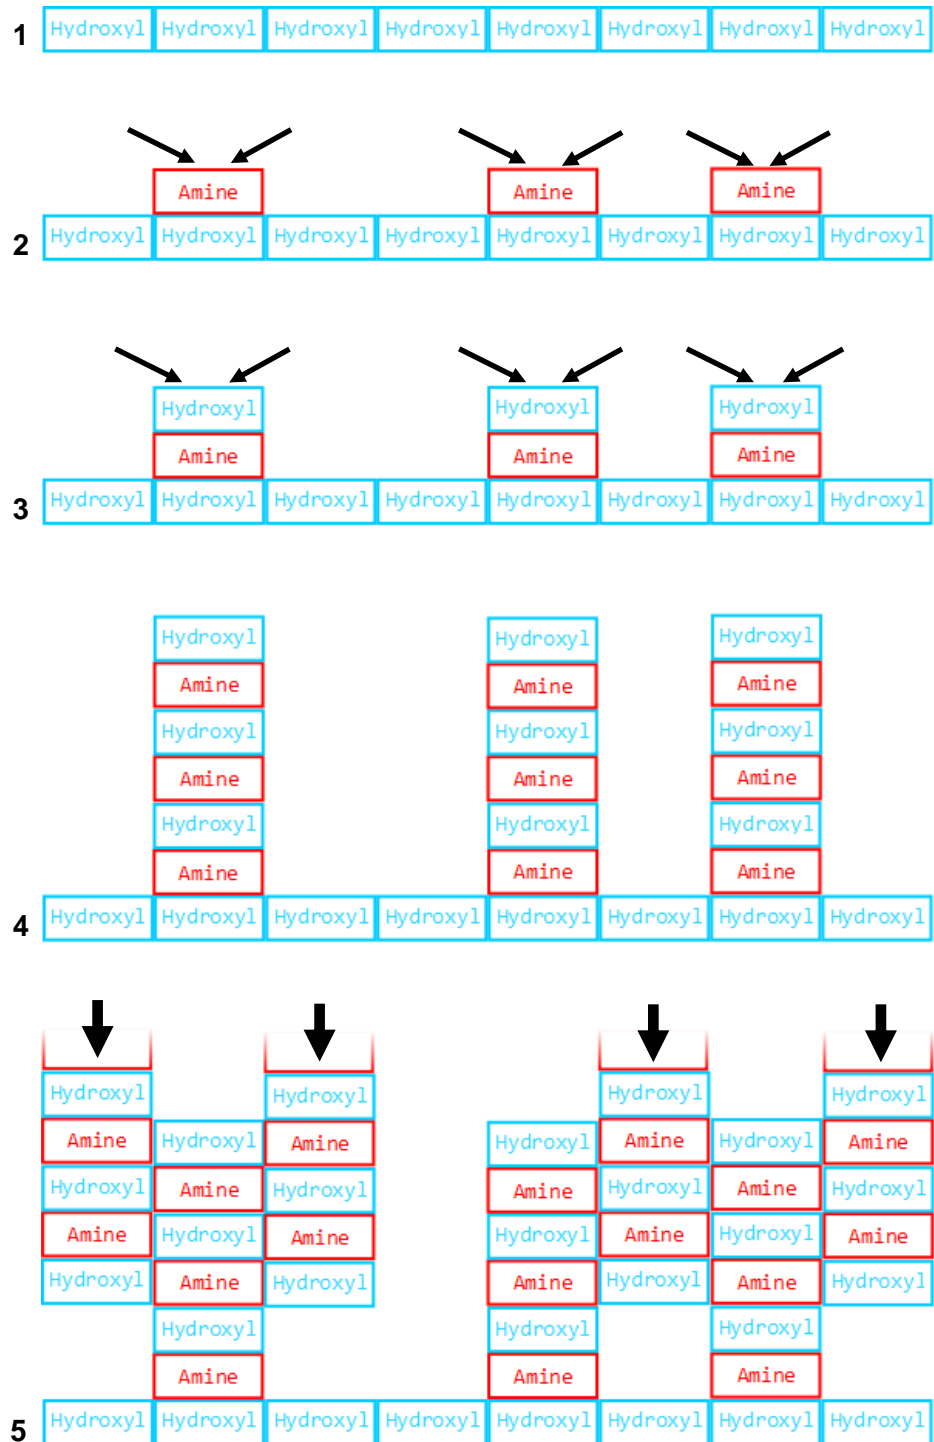 1 Hydroxyl Hydroxyl Hydroxyl Hydroxyl Hydroxyl Hydroxyl Hydroxyl Hydroxyl
Amine Amine Amine
2 Hydroxyl Hydroxyl Hydroxyl Hydroxyl Hydroxyl Hydroxyl Hydroxyl Hydroxyl
Hydroxyl Hydroxyl Hydroxyl
Amine Amine Amine
3 Hydroxyl Hydroxyl Hydroxyl Hydroxyl Hydroxyl Hydroxyl Hydroxyl Hydroxyl
Hydroxyl Hydroxyl Hydroxyl
Amine Amine Amine
Hydroxyl Hydroxyl Hydroxyl
Amine Amine Amine
Hydroxyl Hydroxyl Hydroxyl
Amine Amine Amine
4 Hydroxyl Hydroxyl Hydroxyl Hydroxyl Hydroxyl Hydroxyl Hydroxyl Hydroxyl
Hydroxyl Hydroxyl Hydroxyl Hydroxyl
Amine Hydroxyl Amine Hydroxyl Amine Hydroxyl Amine
Hydroxyl Amine Hydroxyl Amine Hydroxyl Amine Hydroxyl
Amine Hydroxyl Amine Hydroxyl Amine Hydroxyl Amine
Hydroxyl Amine Hydroxyl Amine Hydroxyl Amine Hydroxyl
Hydroxyl Hydroxyl Hydroxyl
Amine Amine Amine
5 Hydroxyl Hydroxyl Hydroxyl Hydroxyl Hydroxyl Hydroxyl Hydroxyl Hydroxyl